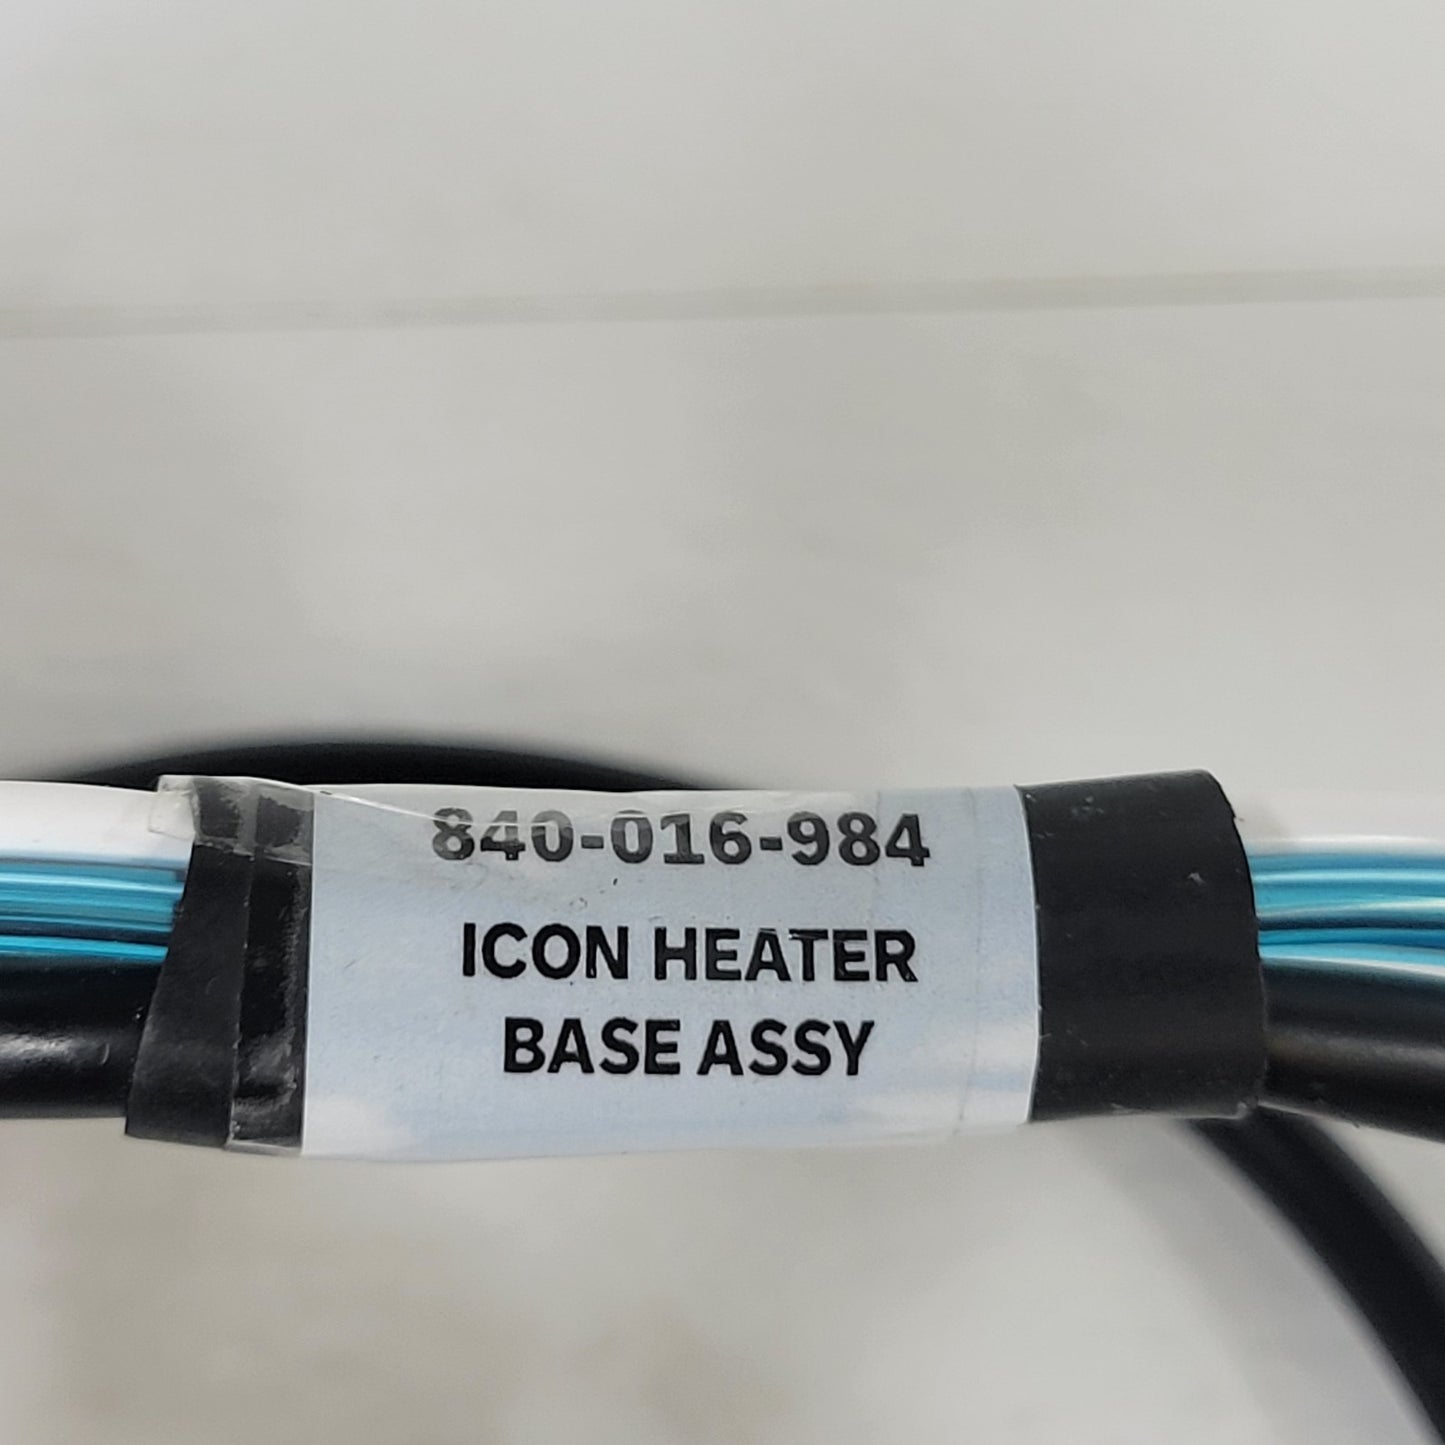 840-016-984
ICON HEATER
BASE ASSY